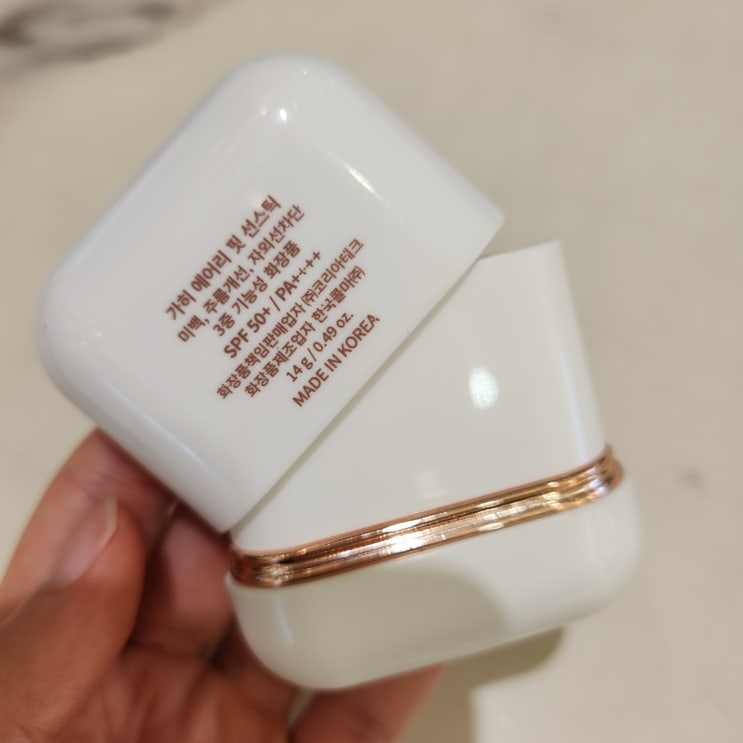 가히 에어리 핏 선스틱
미백, 주름개선, 자외선차단
3중 기능성 화장품
SPF 50+ / PA++++
화장품책임판매업자 ㈜코리아테크
화장품제조업자 한국콜마㈜
14 g / 0.49 oz.
MADE IN KOREA